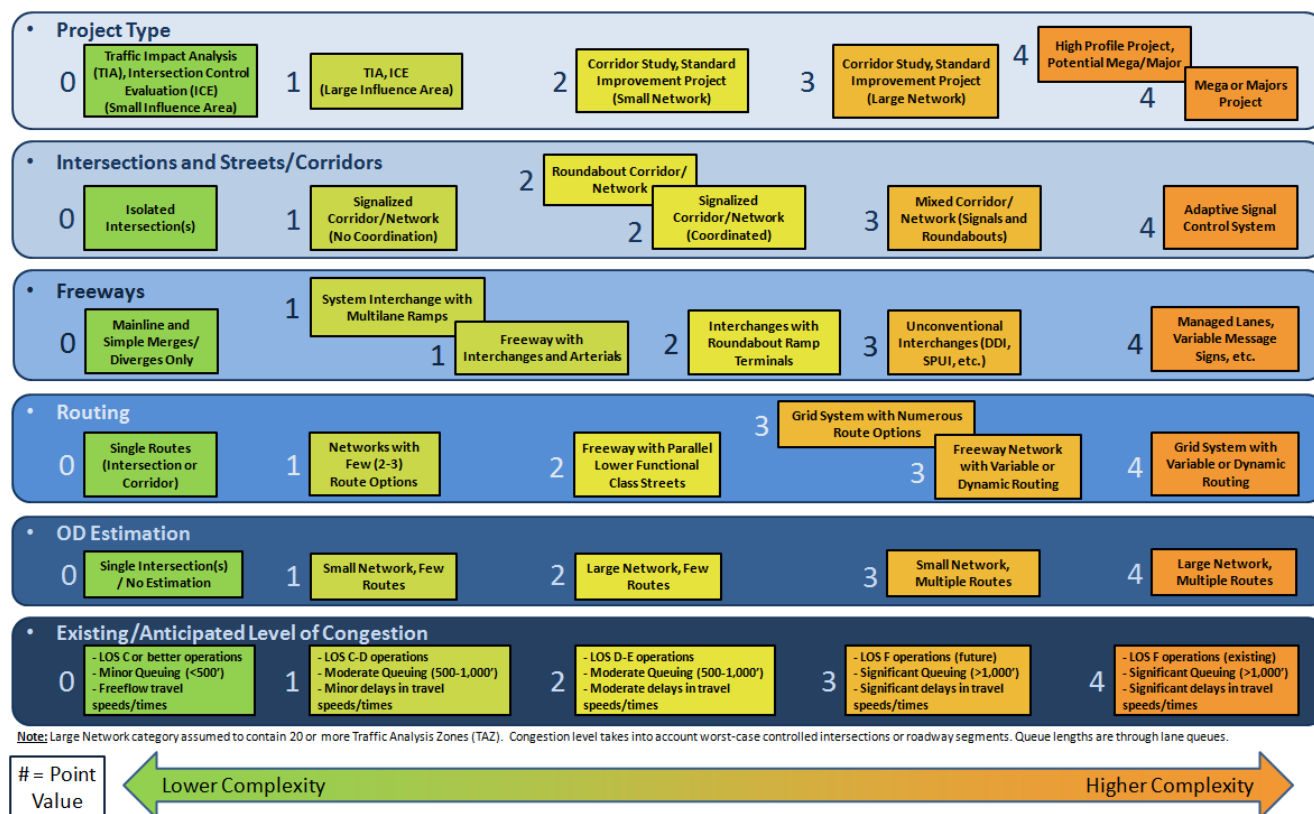 • Project Type
0
Traffic Impact Analysis
(TIA), Intersection Control
Evaluation (ICE)
(Small Influence Area)
1
TIA, ICE
(Large Influence Area)
2
Corridor Study, Standard
Improvement Project
(Small Network)
3
Corridor Study, Standard
Improvement Project
(Large Network)
4
High Profile Project,
Potential Mega/Major
4
Mega or Majors
Project
• Intersections and Streets/Corridors
0
Isolated
Intersection(s)
1
Signalized
Corridor/Network
(No Coordination)
2
Roundabout Corridor/
Network
2
Signalized
Corridor/Network
(Coordinated)
3
Mixed Corridor/
Network (Signals and
Roundabouts)
4
Adaptive Signal
Control System
• Freeways
0
Mainline and
Simple Merges/
Diverges Only
1
System Interchange with
Multilane Ramps
1
Freeway with
Interchanges and Arterials
2
Interchanges with
Roundabout Ramp
Terminals
3
Unconventional
Interchanges (DDI,
SPUI, etc.)
4
Managed Lanes,
Variable Message
Signs, etc.
• Routing
0
Single Routes
(Intersection or
Corridor)
1
Networks with
Few (2-3)
Route Options
2
Freeway with Parallel
Lower Functional
Class Streets
3
Grid System with Numerous
Route Options
3
Freeway Network
with Variable or
Dynamic Routing
4
Grid System with
Variable or Dynamic
Routing
• OD Estimation
0
Single Intersection(s)
/ No Estimation
1
Small Network, Few
Routes
2
Large Network, Few
Routes
3
Small Network,
Multiple Routes
4
Large Network,
Multiple Routes
• Existing/Anticipated Level of Congestion
0
- LOS C or better operations
- Minor Queuing (<500’)
- Freeflow travel
speeds/times
1
- LOS C-D operations
- Moderate Queuing (500-1,000’)
- Minor delays in travel
speeds/times
2
- LOS D-E operations
- Moderate Queuing (500-1,000’)
- Moderate delays in travel
speeds/times
3
- LOS F operations (future)
- Significant Queuing (>1,000’)
- Significant delays in travel
speeds/times
4
- LOS F operations (existing)
- Significant Queuing (>1,000’)
- Significant delays in travel
speeds/times
Note: Large Network category assumed to contain 20 or more Traffic Analysis Zones (TAZ). Congestion level takes into account worst-case controlled intersections or roadway segments. Queue lengths are through lane queues.
# = Point
Value
Lower Complexity
Higher Complexity